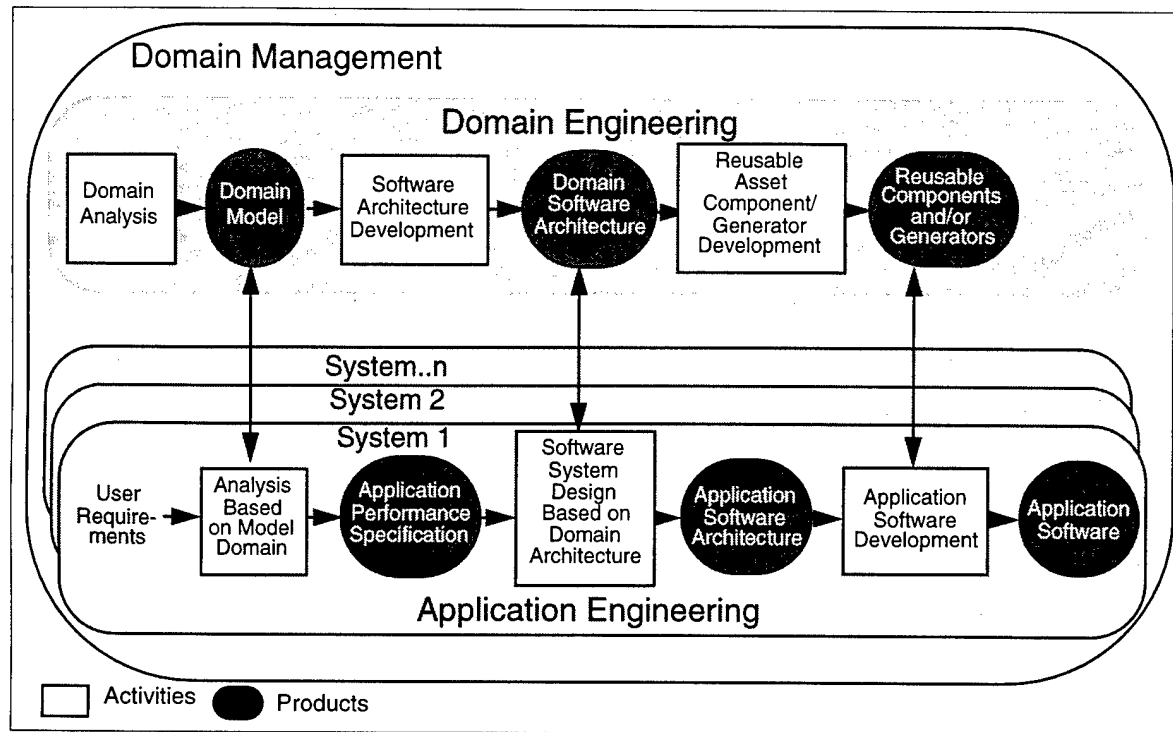 Domain Management
Domain Engineering
Domain
Analysis
Domain
Model
Software
Architecture
Development
Domain
Software
Architecture
Reusable
Asset
Component/
Generator
Development
Reusable
Components
and/or
Generators
System..n
System 2
System 1
User
Require-
ments
Analysis
Based
on Model
Domain
Application
Performance
Specification
Software
System
Design
Based on
Domain
Architecture
Application
Software
Architecture
Application
Software
Development
Application
Software
Application Engineering
Activities
Products